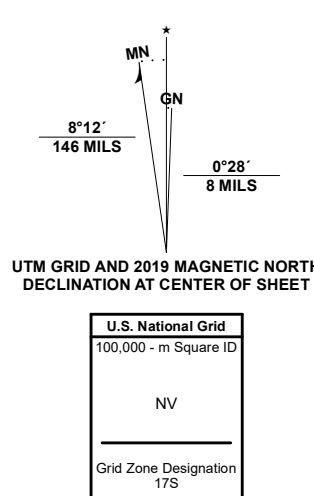 ★
MN
GN
8°12´
146 MILS
0°28´
8 MILS
UTM GRID AND 2019 MAGNETIC NORTH
DECLINATION AT CENTER OF SHEET
U.S. National Grid
100,000 - m Square ID
NV
Grid Zone Designation
17S